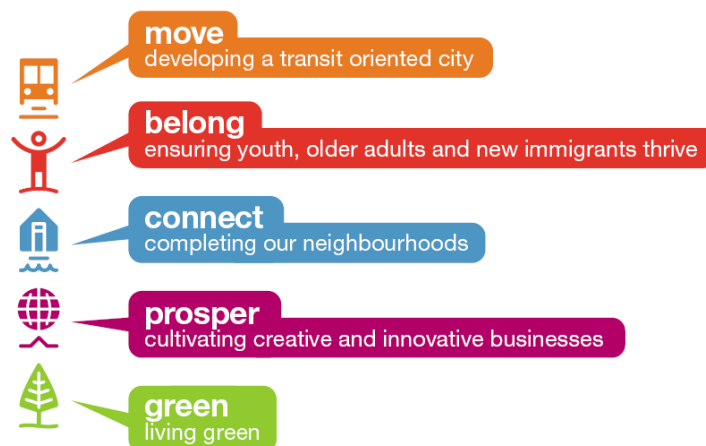 move
developing a transit oriented city
belong
ensuring youth, older adults and new immigrants thrive
connect
completing our neighbourhoods
prosper
cultivating creative and innovative businesses
green
living green